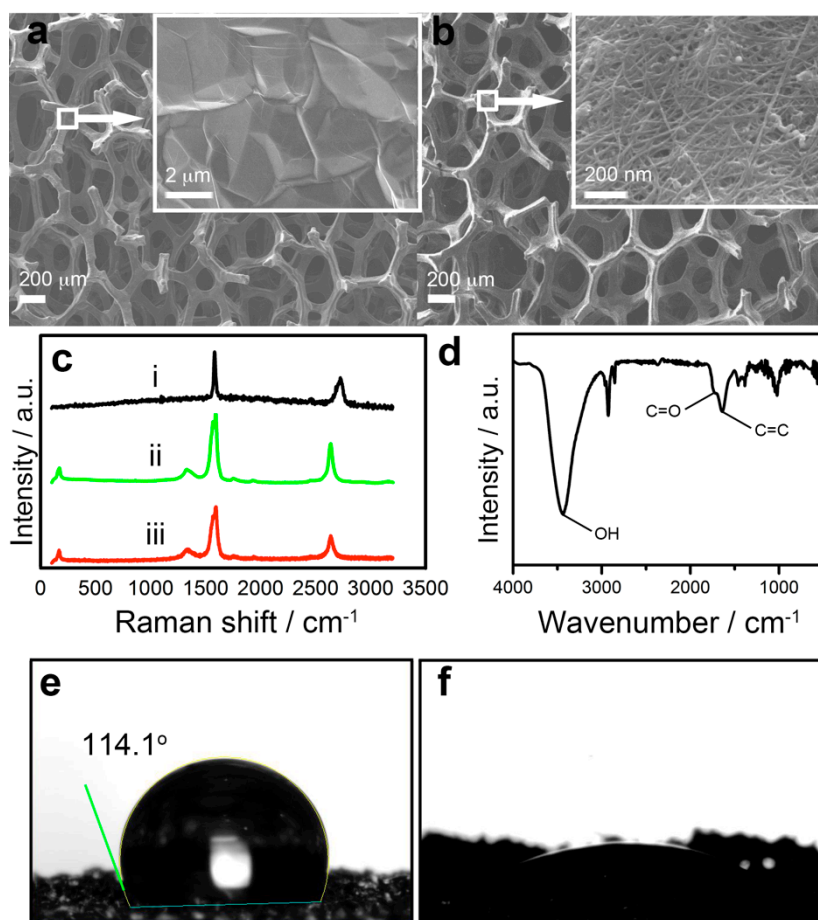 a
2 μm
200 μm
b
200 nm
200 μm
c
i
ii
iii
Intensity / a.u.
0 500 1000 1500 2000 2500 3000 3500
Raman shift / cm⁻¹
d
C=O
C=C
OH
Intensity / a.u.
4000 3000 2000 1000
Wavenumber / cm⁻¹
e
114.1°
f